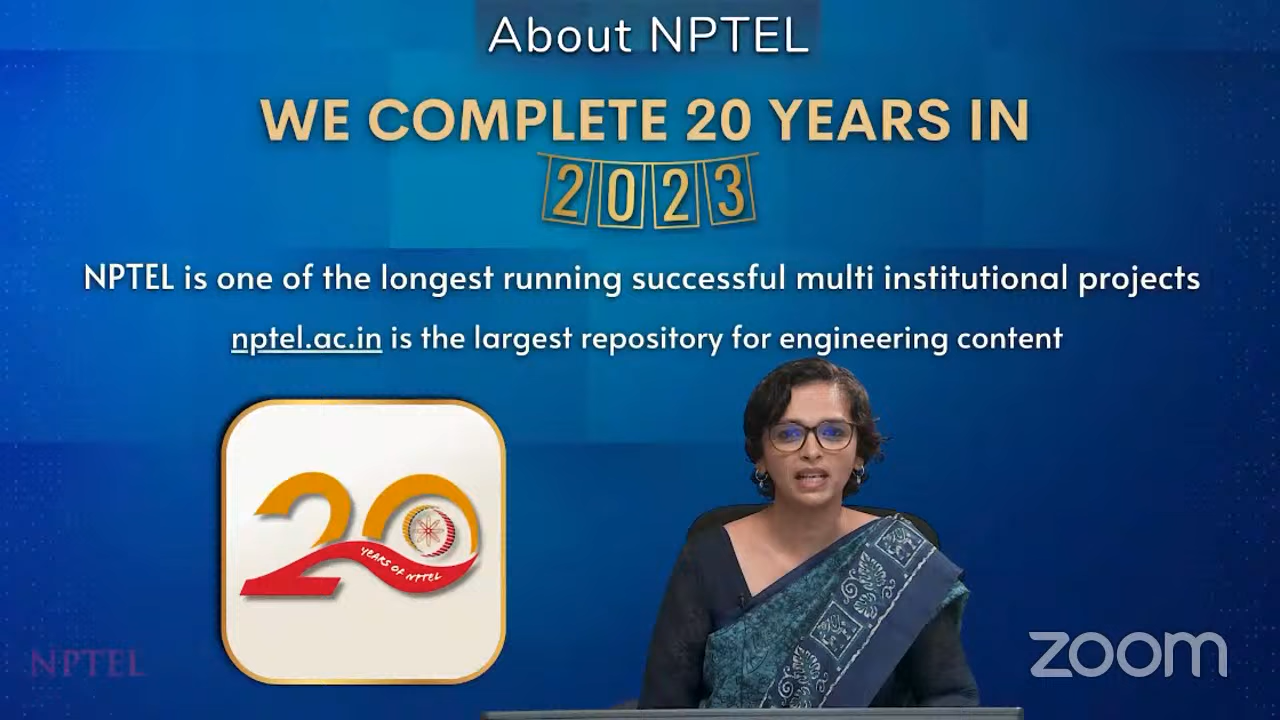 About NPTEL
WE COMPLETE 20 YEARS IN
2023
NPTEL is one of the longest running successful multi institutional projects
nptel.ac.in is the largest repository for engineering content
20
YEARS OF NPTEL
NPTEL
zoom